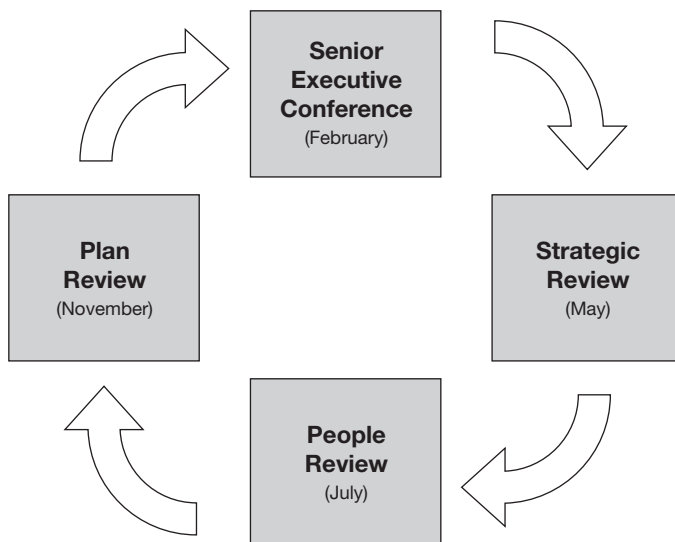 Senior
Executive
Conference
(February)
Plan
Review
(November)
Strategic
Review
(May)
People
Review
(July)